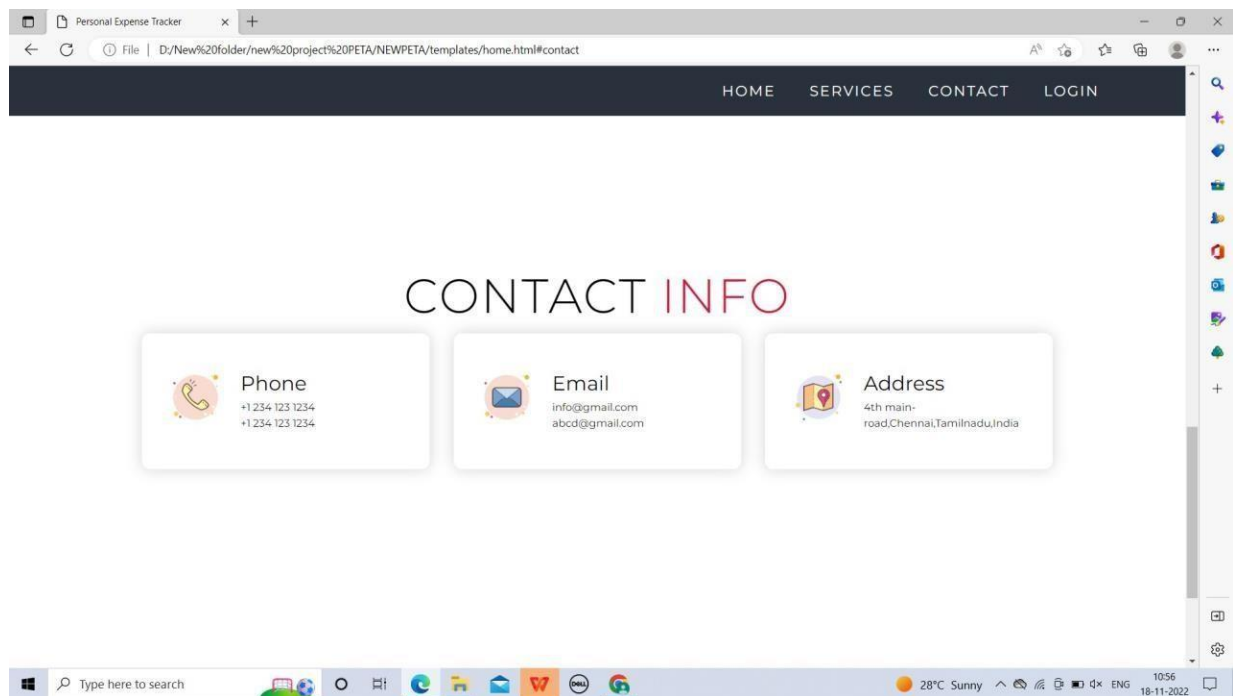 Personal Expense Tracker
File | D:/New%20folder/new%20project%20PETA/NEWPETA/templates/home.html#contact
HOME SERVICES CONTACT LOGIN
CONTACT INFO
Phone
+1 234 123 1234
+1 234 123 1234
Email
info@gmail.com
abcd@gmail.com
Address
4th main-
road,Chennai,Tamilnadu,India
Type here to search
DELL
28°C Sunny
ENG
10:56
18-11-2022